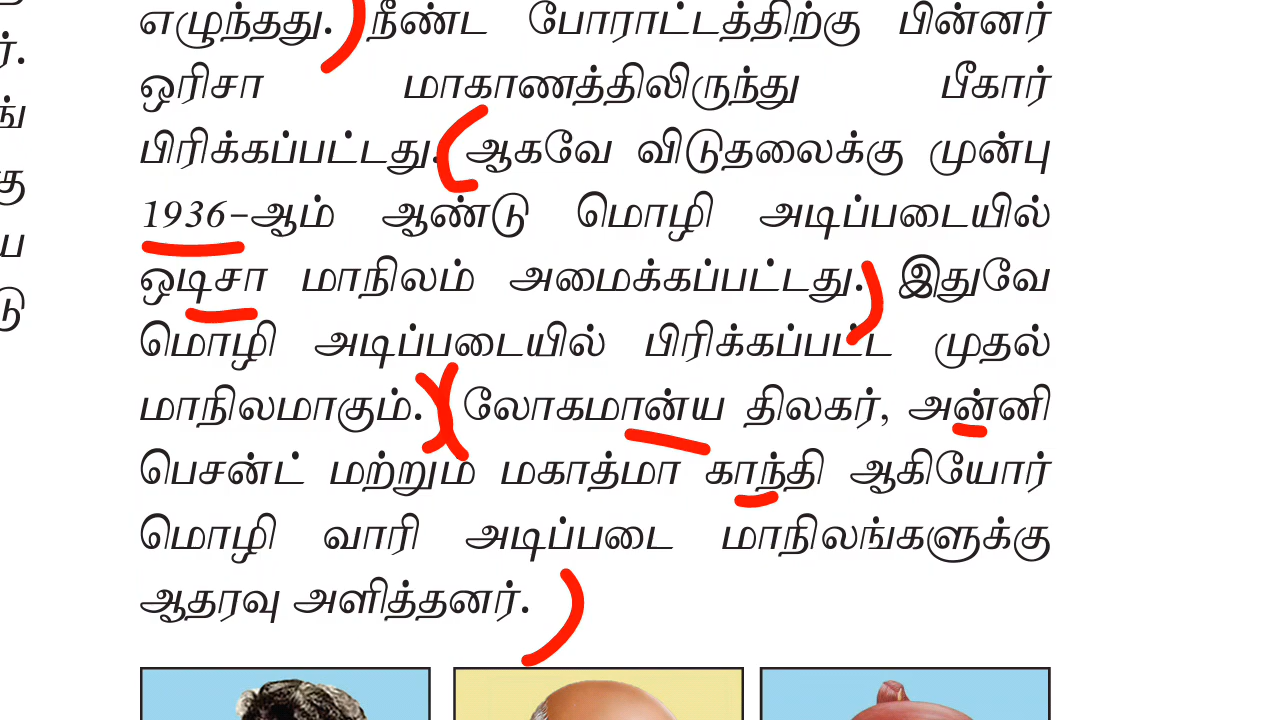 எழுந்தது. நீண்ட போராட்டத்திற்கு பின்னர்
ஒரிசா மாகாணத்திலிருந்து பீகார்
பிரிக்கப்பட்டது. ஆகவே விடுதலைக்கு முன்பு
1936-ஆம் ஆண்டு மொழி அடிப்படையில்
ஒடிசா மாநிலம் அமைக்கப்பட்டது. இதுவே
மொழி அடிப்படையில் பிரிக்கப்பட்ட முதல்
மாநிலமாகும். லோகமான்ய திலகர், அன்னி
பெசன்ட் மற்றும் மகாத்மா காந்தி ஆகியோர்
மொழி வாரி அடிப்படை மாநிலங்களுக்கு
ஆதரவு அளித்தனர்.